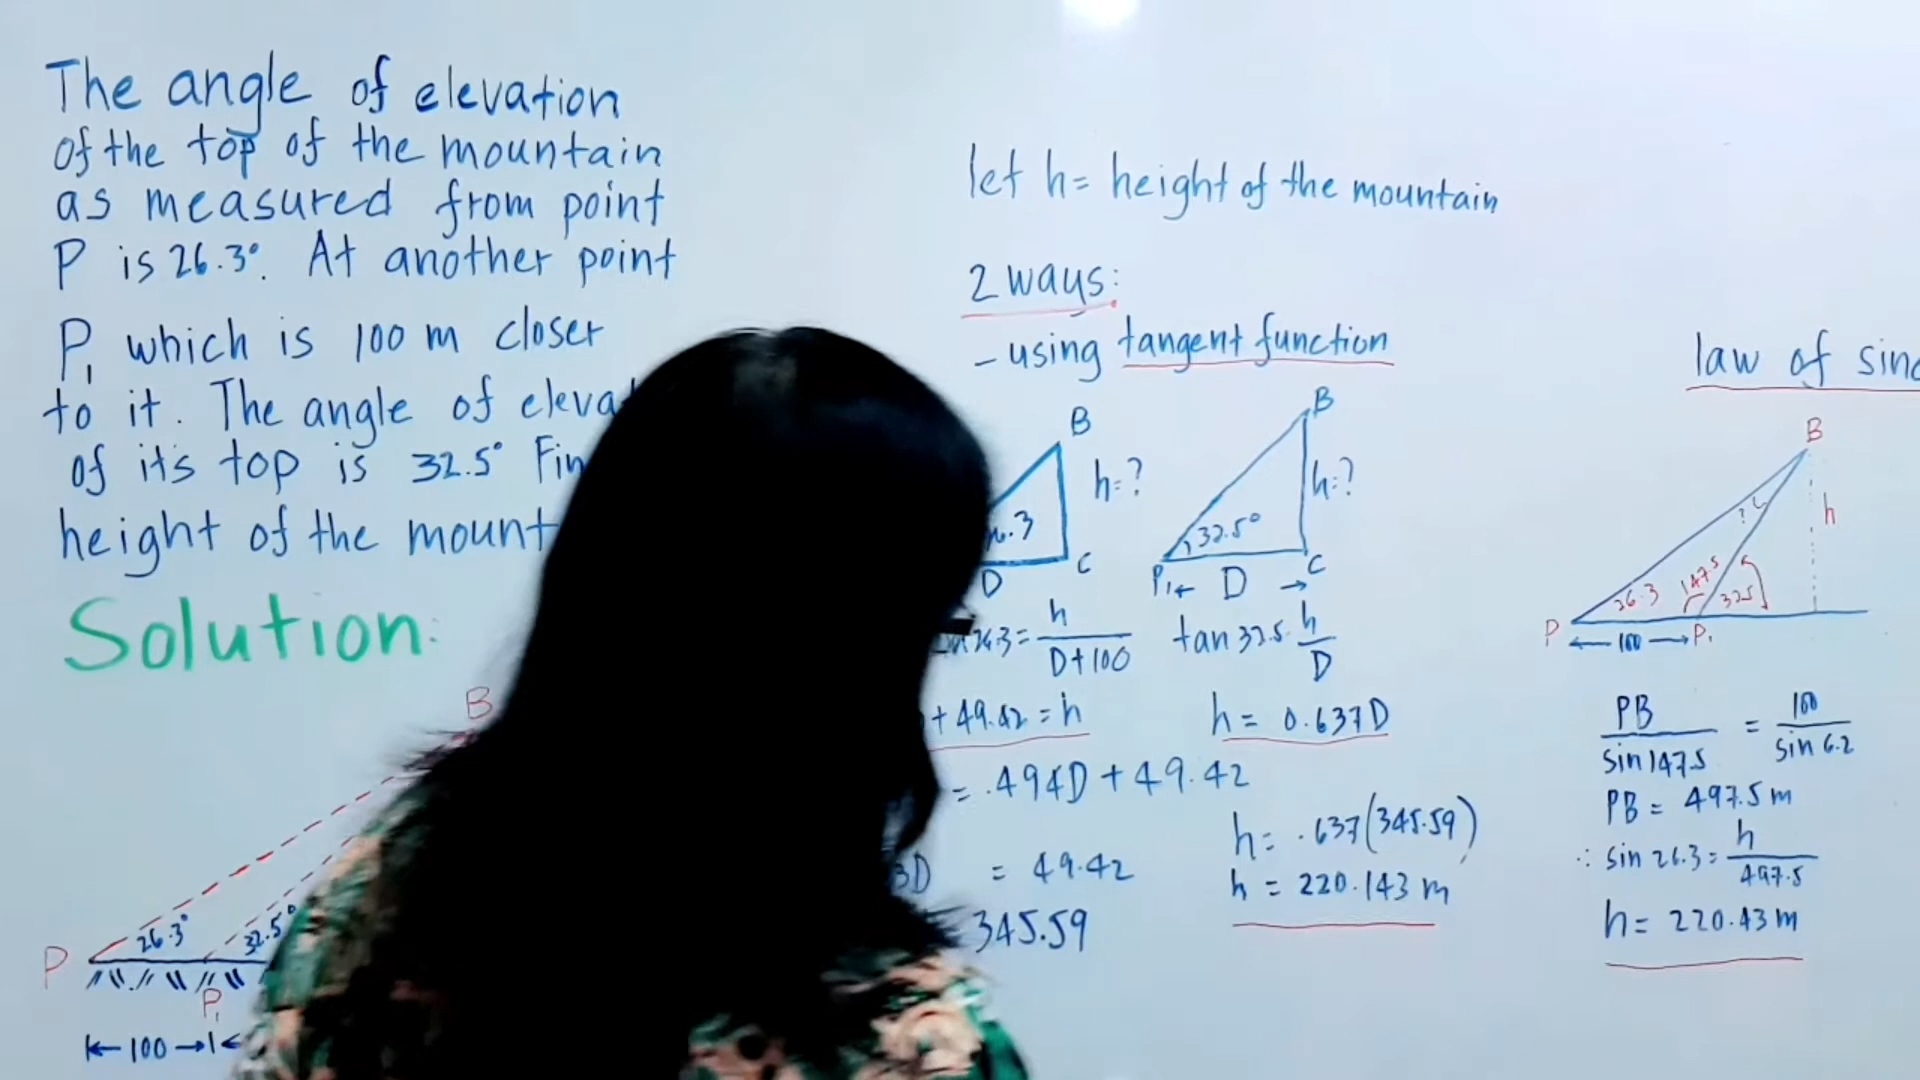 The angle of elevation
of the top of the mountain
as measured from point
P is 26.3°. At another point
P₁ which is 100 m closer
to it. The angle of
of its top is 32.5°
height of the
Solution:
B
26.3°
32.5°
P
P₁
100
let h = height of the mountain
2 ways:
- using tangent function
B
h=?
D
C
B
h=?
32.5°
P₁ ← D → C
26.3 = h / D+100
tan 32.5 = h / D
+ 49.42 = h
h = 0.637D
= .494D + 49.42
h = .637(345.59)
= 49.42
h = 220.143 m
345.59
law of
B
h
26.3 147.5 32.5
P ← 100 → P₁
PB / sin 147.5 = 100 / sin 6.2
PB = 497.5 m
∴ sin 26.3 = h / 497.5
h = 220.43 m